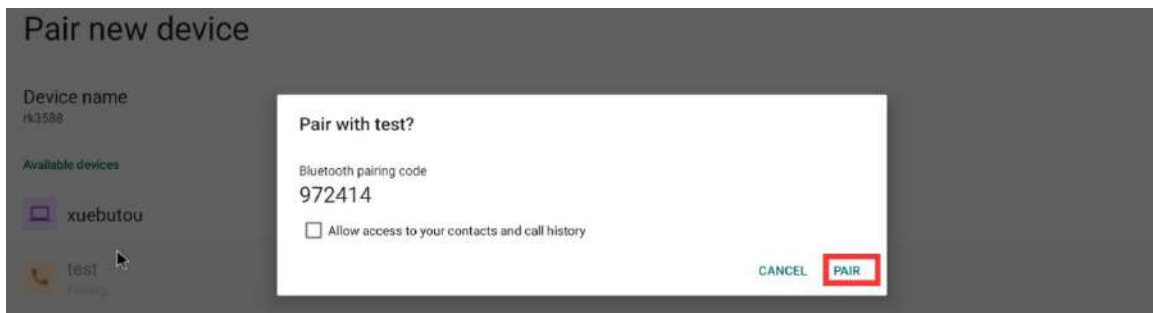 Pair new device
Device name
rk3588
Available devices
xuebutou
test
Pairing...
Pair with test?
Bluetooth pairing code
972414
Allow access to your contacts and call history
CANCEL PAIR